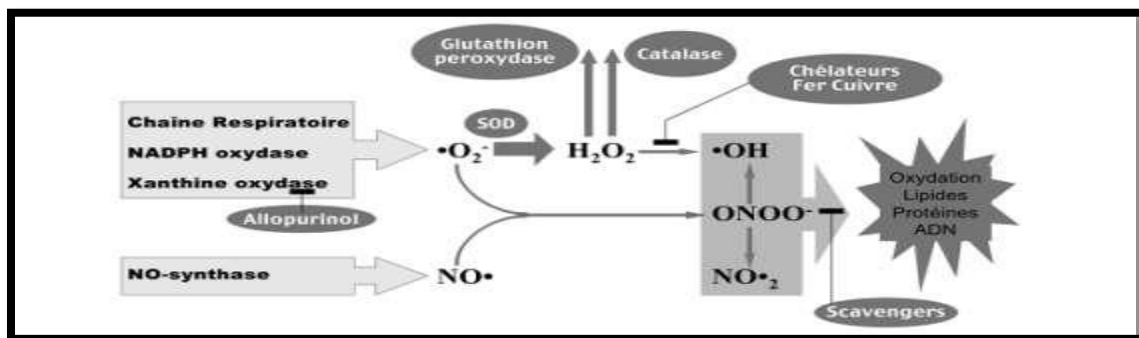 Glutathion
peroxydase
Catalase
Chélateurs
Fer Cuivre
Chaîne Respiratoire
NADPH oxydase
Xanthine oxydase
Allopurinol
SOD
•O₂⁻
H₂O₂
•OH
ONOO⁻
NO•₂
Oxydation
Lipides
Protéines
ADN
NO-synthase
NO•
Scavengers